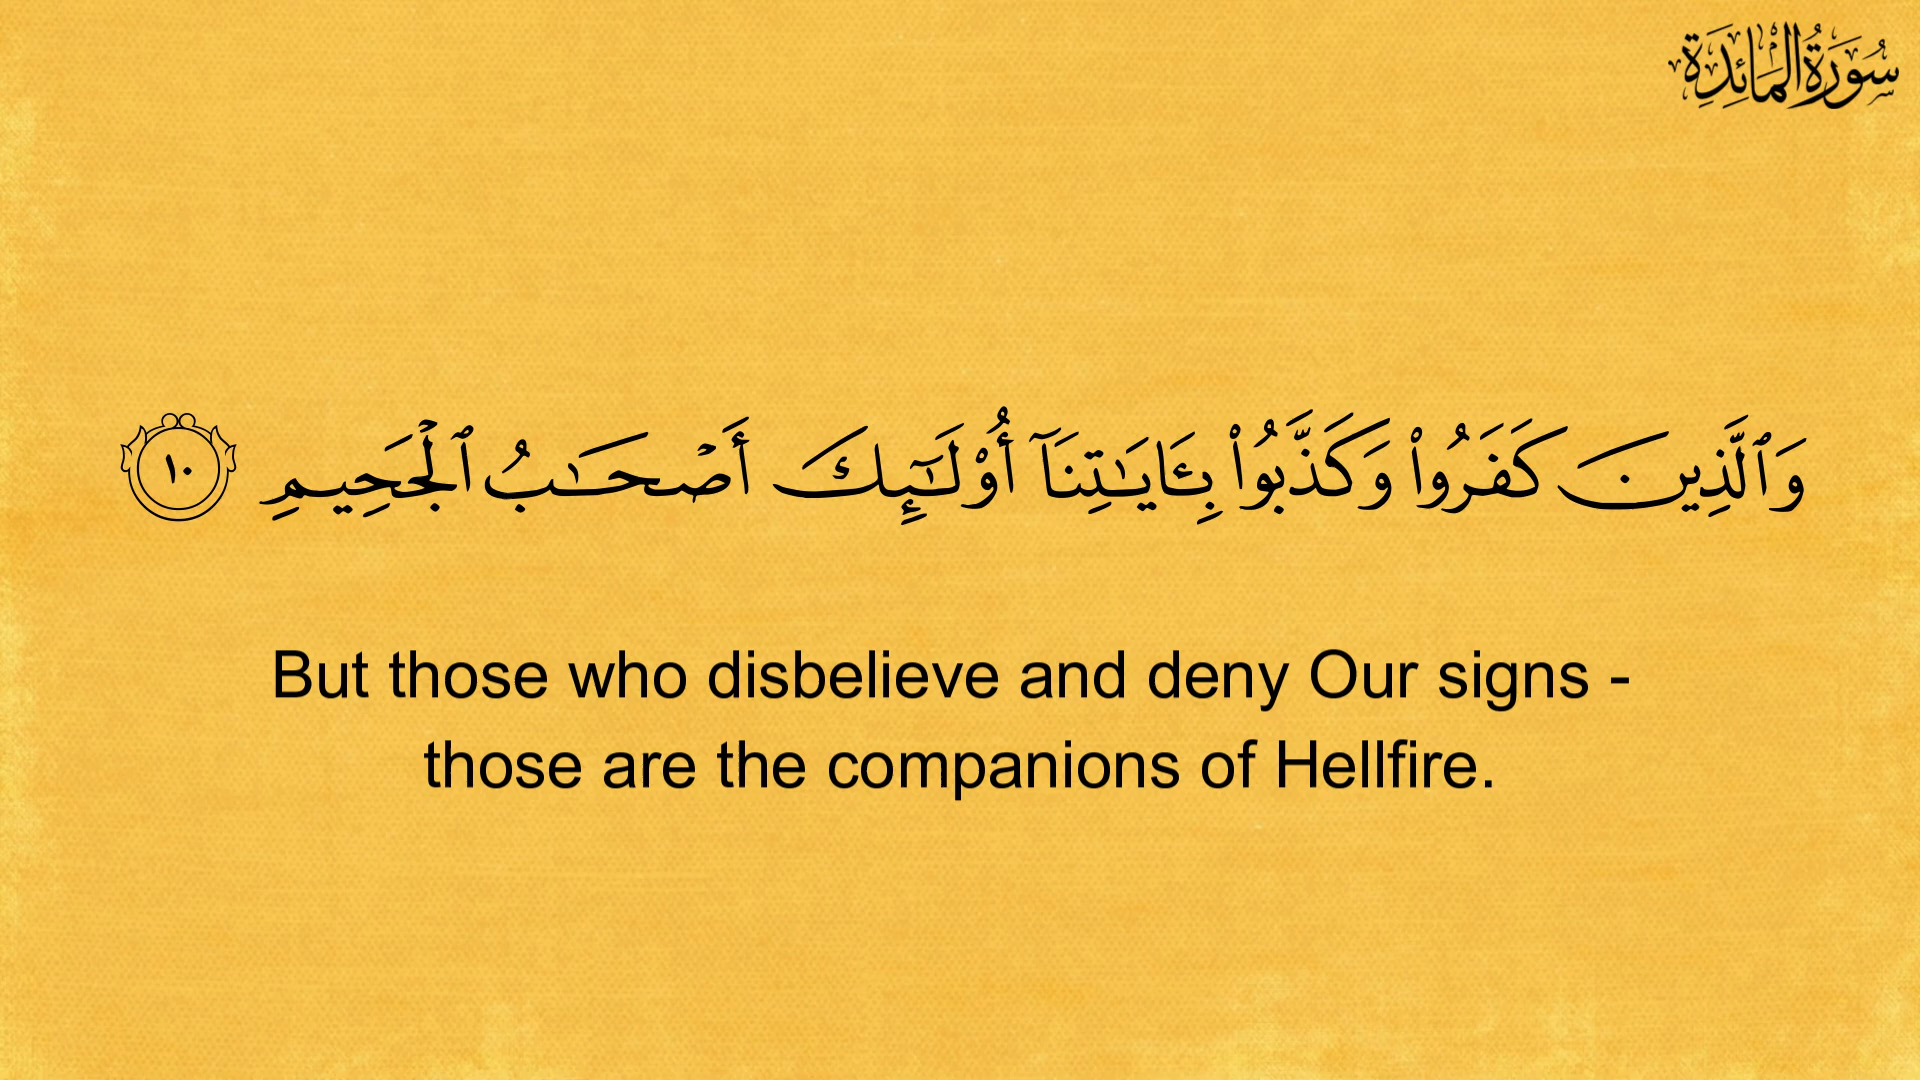 سُورَةُ المَائِدَةِ
وَٱلَّذِينَ كَفَرُوا۟ وَكَذَّبُوا۟ بِـَٔايَـٰتِنَآ أُو۟لَـٰٓئِكَ أَصْحَـٰبُ ٱلْجَحِيمِ ١٠
But those who disbelieve and deny Our signs -
those are the companions of Hellfire.